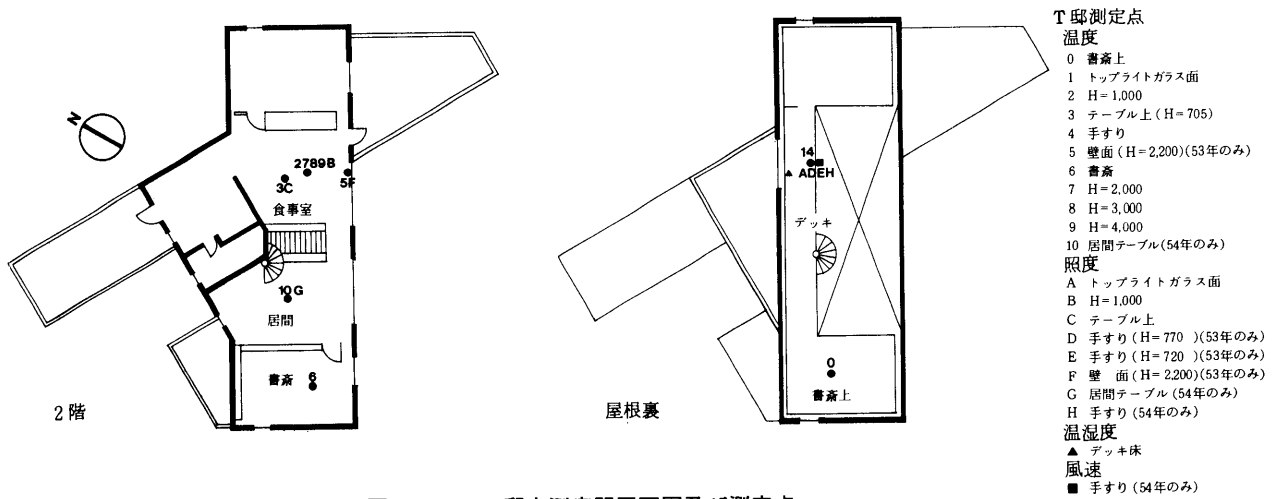 N
2789B
3C
5F
食事室
10G
居間
書斎
6
2階
14
ADEH
デッキ
0
書斎上
屋根裏
T邸測定点
温度
0 書斎上
1 トップライトガラス面
2 H=1,000
3 テーブル上(H=705)
4 手すり
5 壁面(H=2,200)(53年のみ)
6 書斎
7 H=2,000
8 H=3,000
9 H=4,000
10 居間テーブル(54年のみ)
照度
A トップライトガラス面
B H=1,000
C テーブル上
D 手すり(H=770 )(53年のみ)
E 手すり(H=720 )(53年のみ)
F 壁 面(H=2,200)(53年のみ)
G 居間テーブル(54年のみ)
H 手すり(54年のみ)
温湿度
▲ デッキ床
風速
■ 手すり(54年のみ)